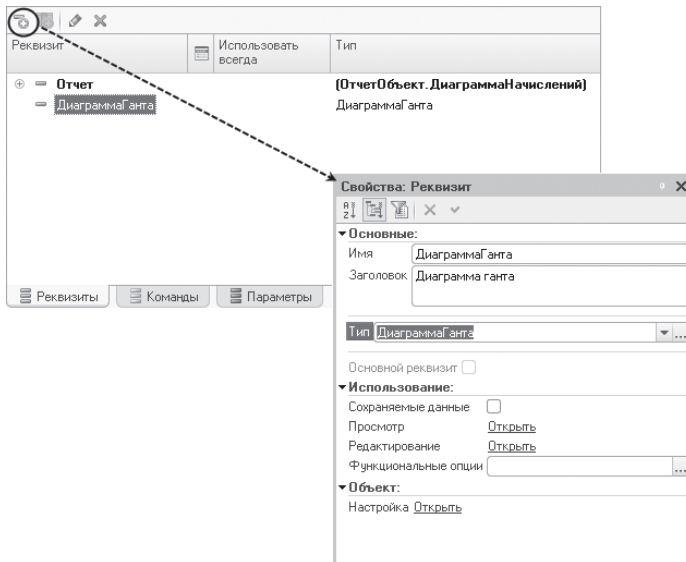 Реквизит Использовать всегда Тип
Отчет (ОтчетОбъект.ДиаграммаНачислений)
ДиаграммаГанта ДиаграммаГанта
Реквизиты Команды Параметры
Свойства: Реквизит
Основные:
Имя ДиаграммаГанта
Заголовок Диаграмма ганта
Тип ДиаграммаГанта
Основной реквизит
Использование:
Сохраняемые данные
Просмотр Открыть
Редактирование Открыть
Функциональные опции
Объект:
Настройка Открыть